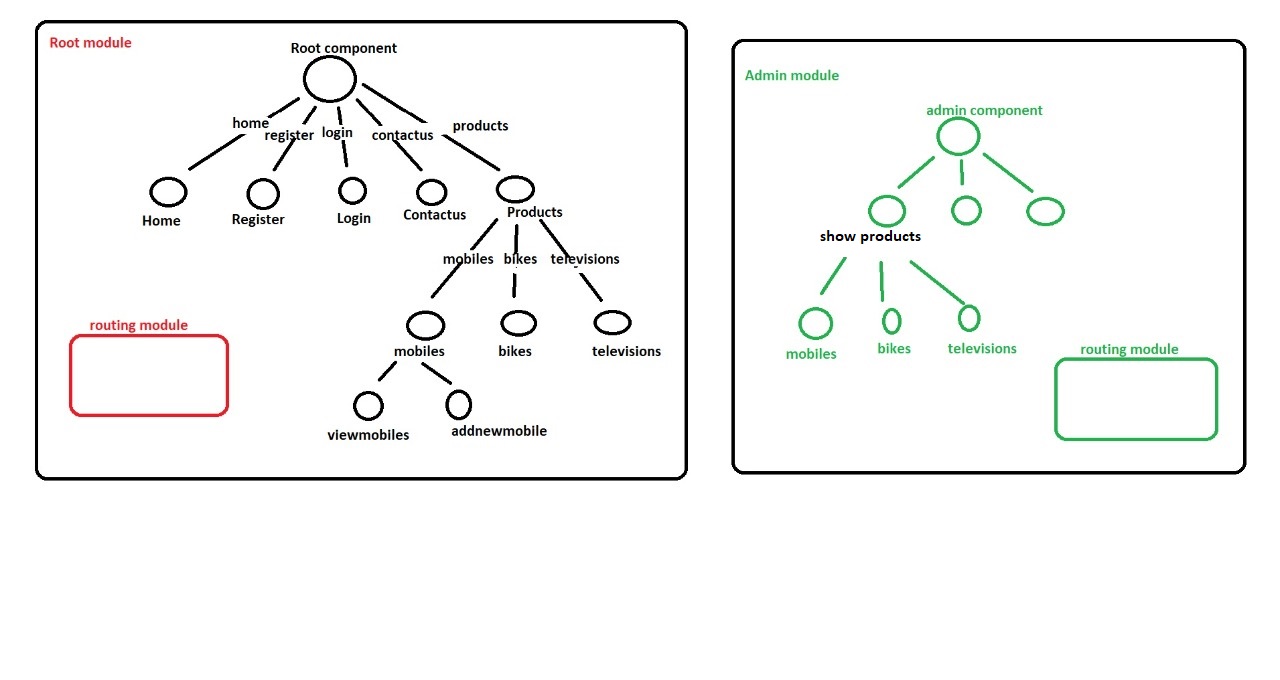 Root module
Root component
home
register
login
contactus
products
Home
Register
Login
Contactus
Products
mobiles
bikes
televisions
routing module
mobiles
bikes
televisions
viewmobiles
addnewmobile
Admin module
admin component
show products
mobiles
bikes
televisions
routing module